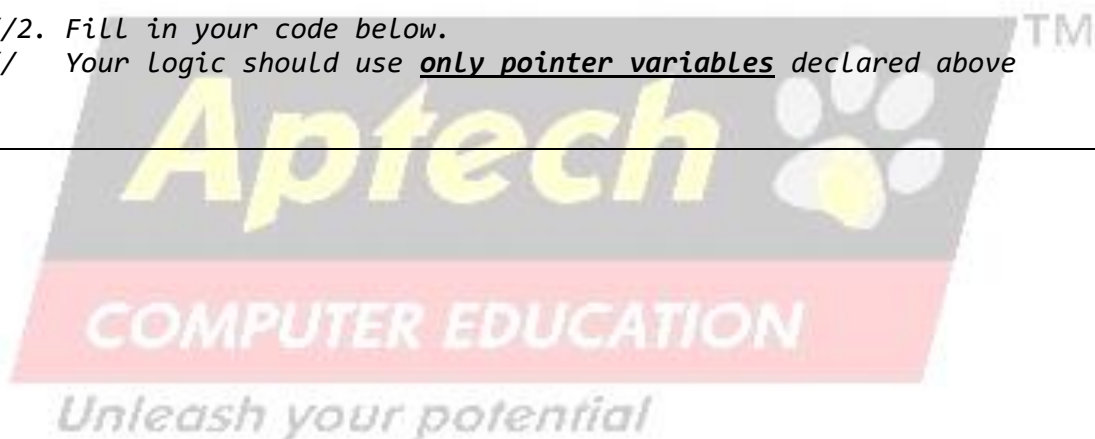 //2. Fill in your code below.
// Your logic should use only pointer variables declared above
TM
Aptech
COMPUTER EDUCATION
Unleash your potential